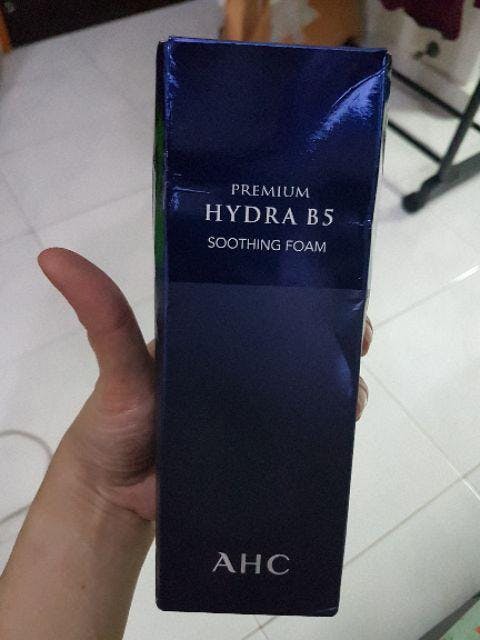 PREMIUM
HYDRA B5
SOOTHING FOAM
AHC